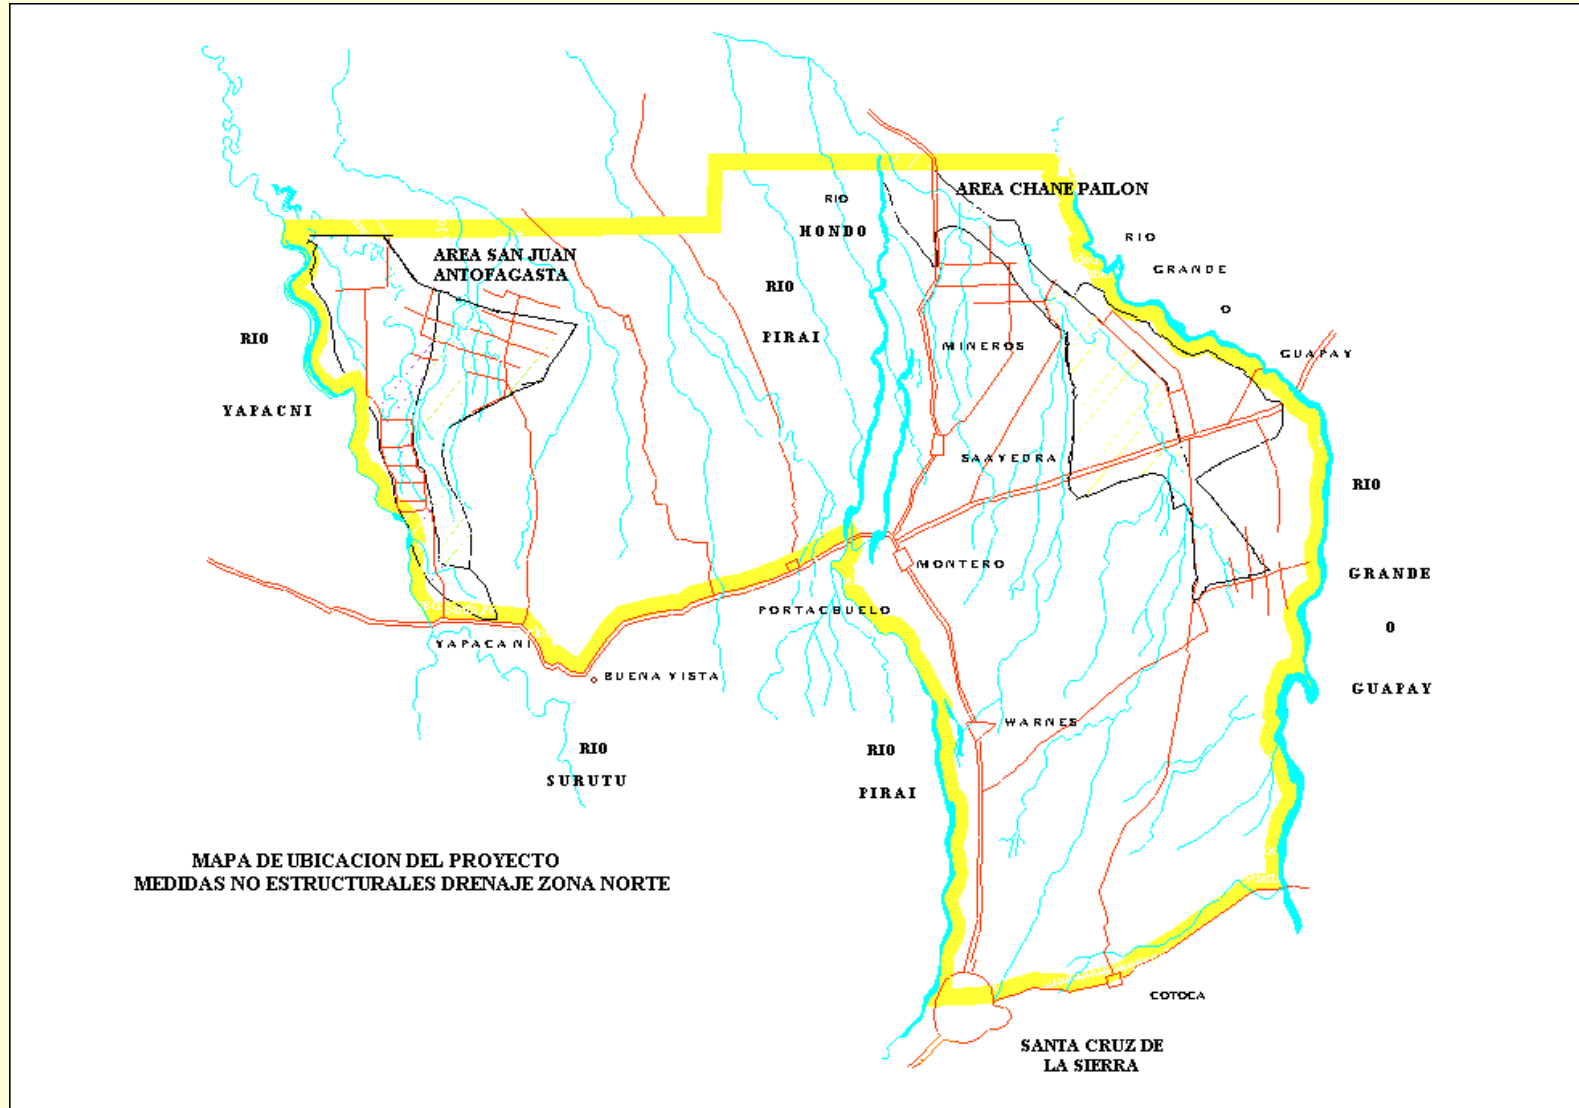 RIO
HONDO
AREA CHANE PAILON
RIO
GRANDE
O
GUAPAY
AREA SAN JUAN
ANTOFAGASTA
RIO
PIRAI
RIO
YAPACNI
MINEROS
SAAVEDRA
RIO
GRANDE
O
GUAPAY
MONTERO
PORTACBUELO
YAPACANI
BUENA VISTA
WARNES
RIO
SURUTU
RIO
PIRAI
MAPA DE UBICACION DEL PROYECTO
MEDIDAS NO ESTRUCTURALES DRENAJE ZONA NORTE
COTOCA
SANTA CRUZ DE
LA SIERRA